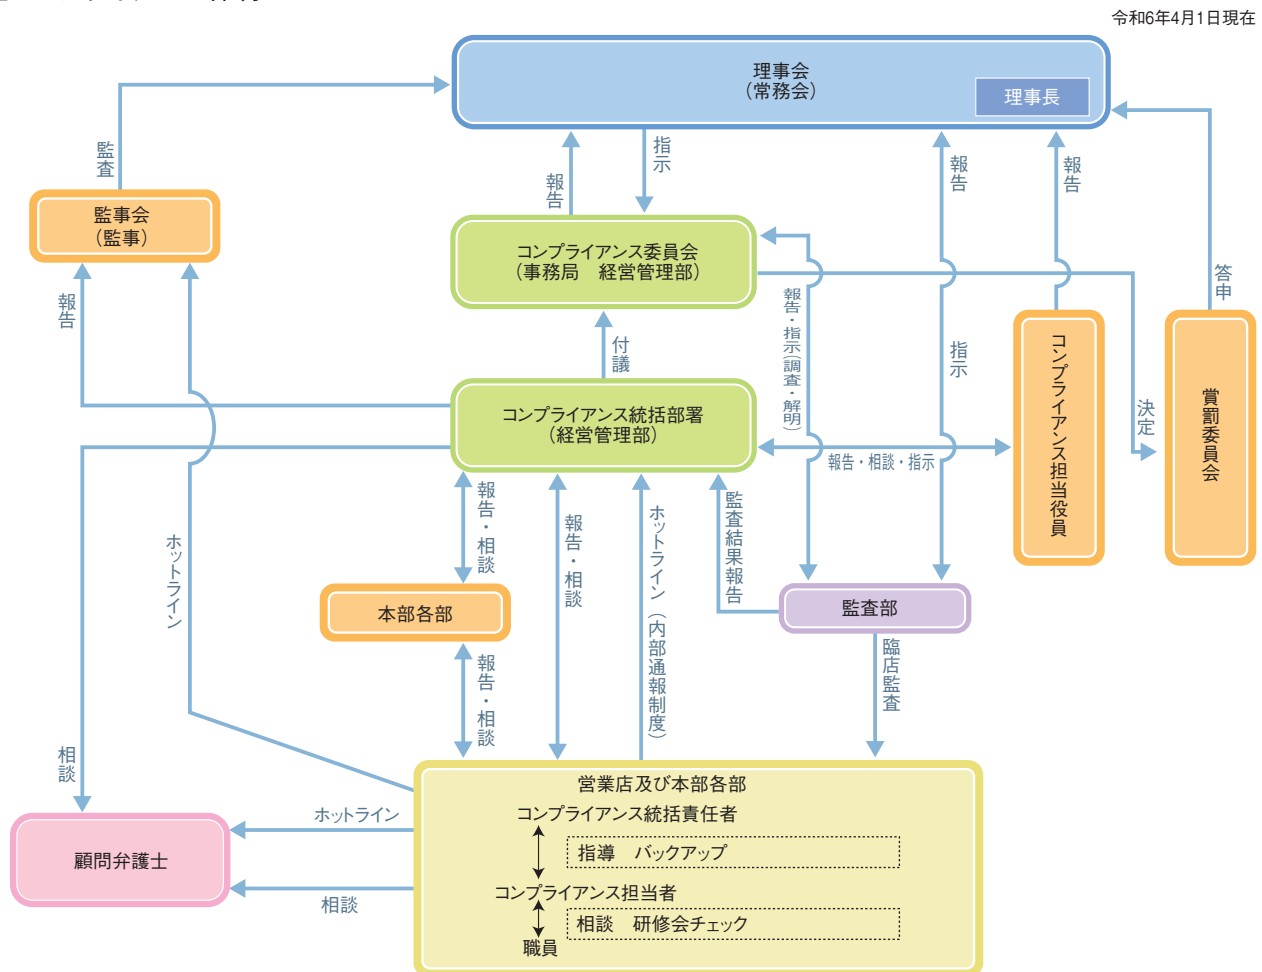 令和6年4月1日現在
理事会
（常務会）
理事長
監査
報告
指示
報告
報告
答申
監事会
（監事）
コンプライアンス委員会
（事務局　経営管理部）
報告
付議
報告・指示（調査・解明）
指示
コンプライアンス担当役員
決定
賞罰委員会
コンプライアンス統括部署
（経営管理部）
報告・相談・指示
ホットライン
報告・相談
報告・相談
ホットライン（内部通報制度）
監査結果報告
本部各部
監査部
報告・相談
臨店監査
相談
営業店及び本部各部
コンプライアンス統括責任者
指導　バックアップ
コンプライアンス担当者
相談　研修会チェック
職員
ホットライン
顧問弁護士
相談